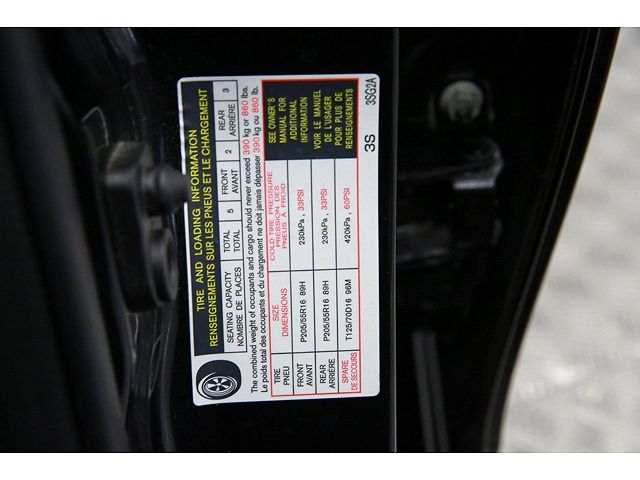 TIRE AND LOADING INFORMATION
RENSEIGNEMENTS SUR LES PNEUS ET LE CHARGEMENT
SEATING CAPACITY TOTAL 5 FRONT 2 REAR 3
NOMBRE DE PLACES TOTAL AVANT ARRIÈRE
The combined weight of occupants and cargo should never exceed 390 kg or 860 lbs.
Le poids total des occupants et du chargement ne doit jamais dépasser 390 kg ou 860 lb.
TIRE SIZE COLD TIRE PRESSURE
PNEU DIMENSIONS PRESSION DES
PNEUS À FROID
FRONT P205/55R16 89H 230kPa, 33PSI
AVANT
REAR P205/55R16 89H 230kPa, 33PSI
ARRIÈRE
SPARE T125/70D16 96M 420kPa, 60PSI
DE SECOURS
SEE OWNER'S
MANUAL FOR
ADDITIONAL
INFORMATION
VOIR LE MANUEL
DE L'USAGER
POUR PLUS DE
RENSEIGNEMENTS
3S 3SG2A